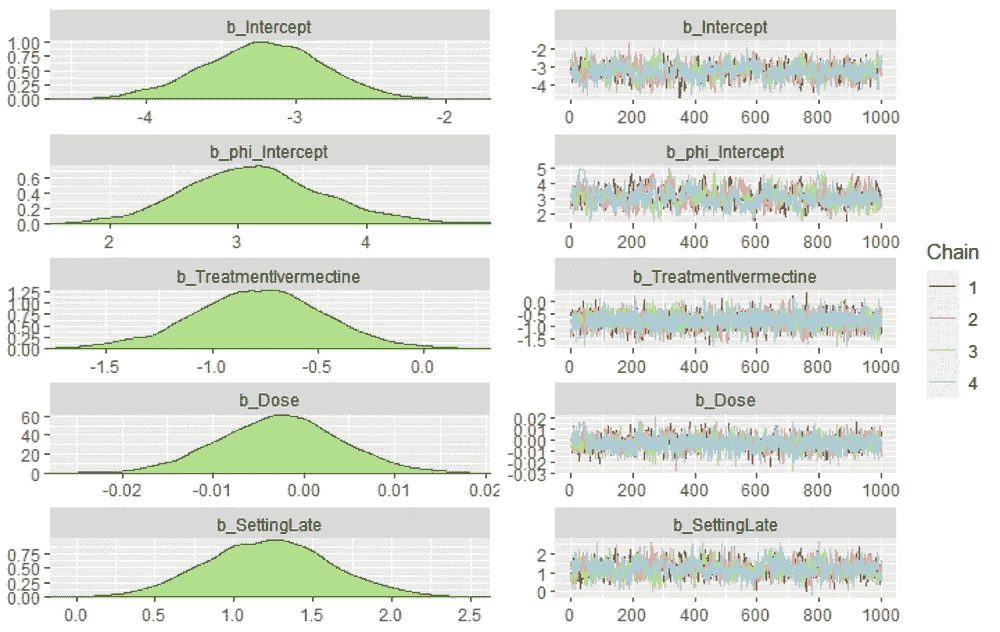 b_Intercept b_Intercept
1.00
0.75
0.50
0.25
0.00
-4 -3 -2
-2
-3
-4
0 200 400 600 800 1000
b_phi_Intercept b_phi_Intercept
0.6
0.4
0.2
0.0
2 3 4
5
4
3
2
0 200 400 600 800 1000
b_TreatmentIvermectine b_TreatmentIvermectine
1.25
1.00
0.75
0.50
0.25
0.00
-1.5 -1.0 -0.5 0.0
0.0
-0.5
-1.0
-1.5
0 200 400 600 800 1000
b_Dose b_Dose
60
40
20
0
-0.02 -0.01 0.00 0.01 0.02
0.02
0.01
0.00
-0.01
-0.02
-0.03
0 200 400 600 800 1000
b_SettingLate b_SettingLate
0.75
0.50
0.25
0.00
0.0 0.5 1.0 1.5 2.0 2.5
2
1
0
0 200 400 600 800 1000
Chain
1
2
3
4